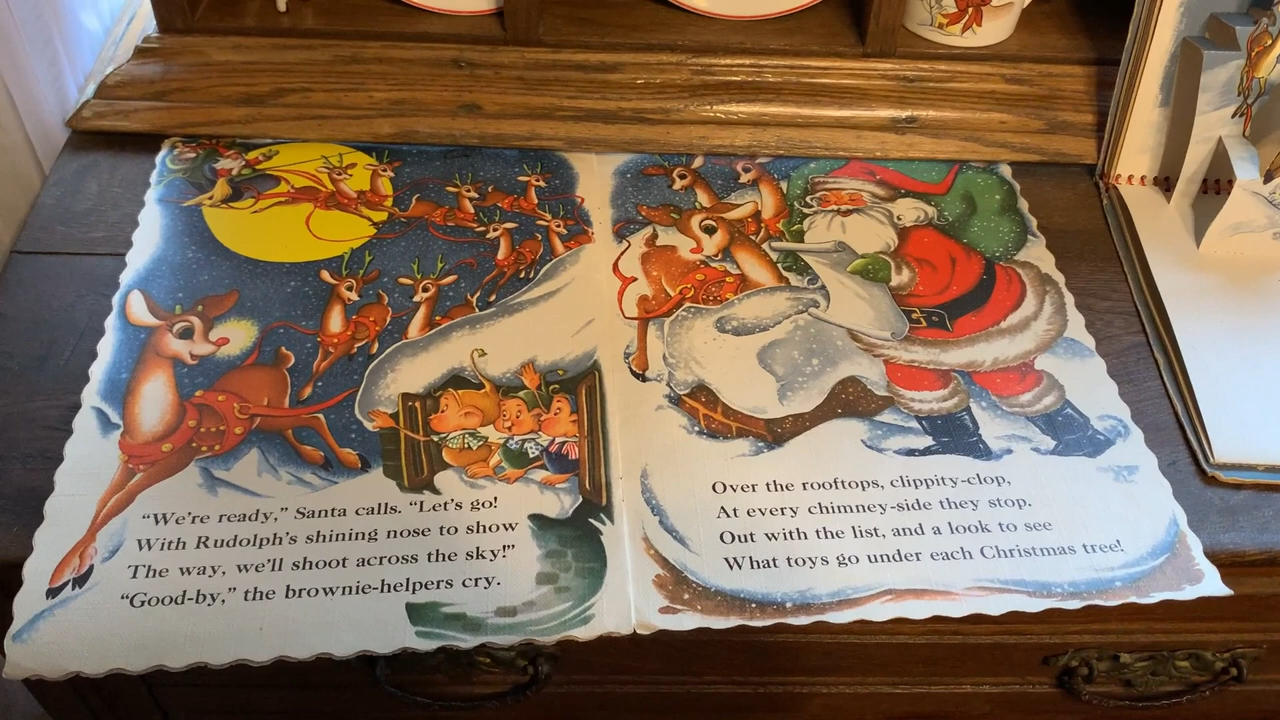 "We're ready," Santa calls. "Let's go!
With Rudolph's shining nose to show
The way, we'll shoot across the sky!"
"Good-by," the brownie-helpers cry.
Over the rooftops, clippity-clop,
At every chimney-side they stop.
Out with the list, and a look to see
What toys go under each Christmas tree!